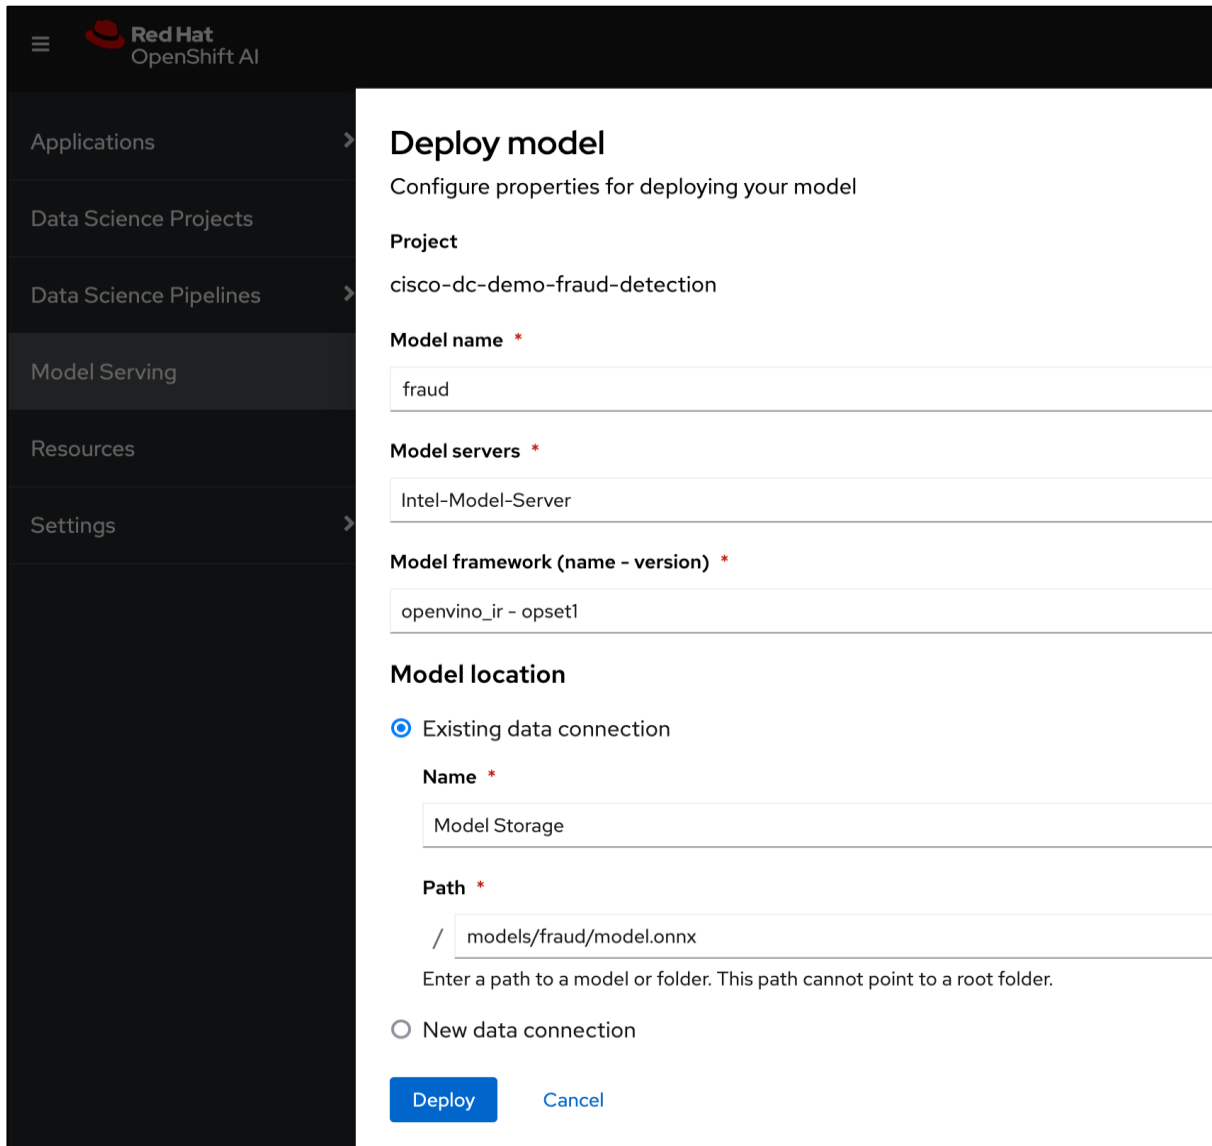 Red Hat
OpenShift AI
Applications
Data Science Projects
Data Science Pipelines
Model Serving
Resources
Settings
Deploy model
Configure properties for deploying your model
Project
cisco-dc-demo-fraud-detection
Model name *
fraud
Model servers *
Intel-Model-Server
Model framework (name - version) *
openvino_ir - opset1
Model location
Existing data connection
Name *
Model Storage
Path *
/ models/fraud/model.onnx
Enter a path to a model or folder. This path cannot point to a root folder.
New data connection
Deploy Cancel